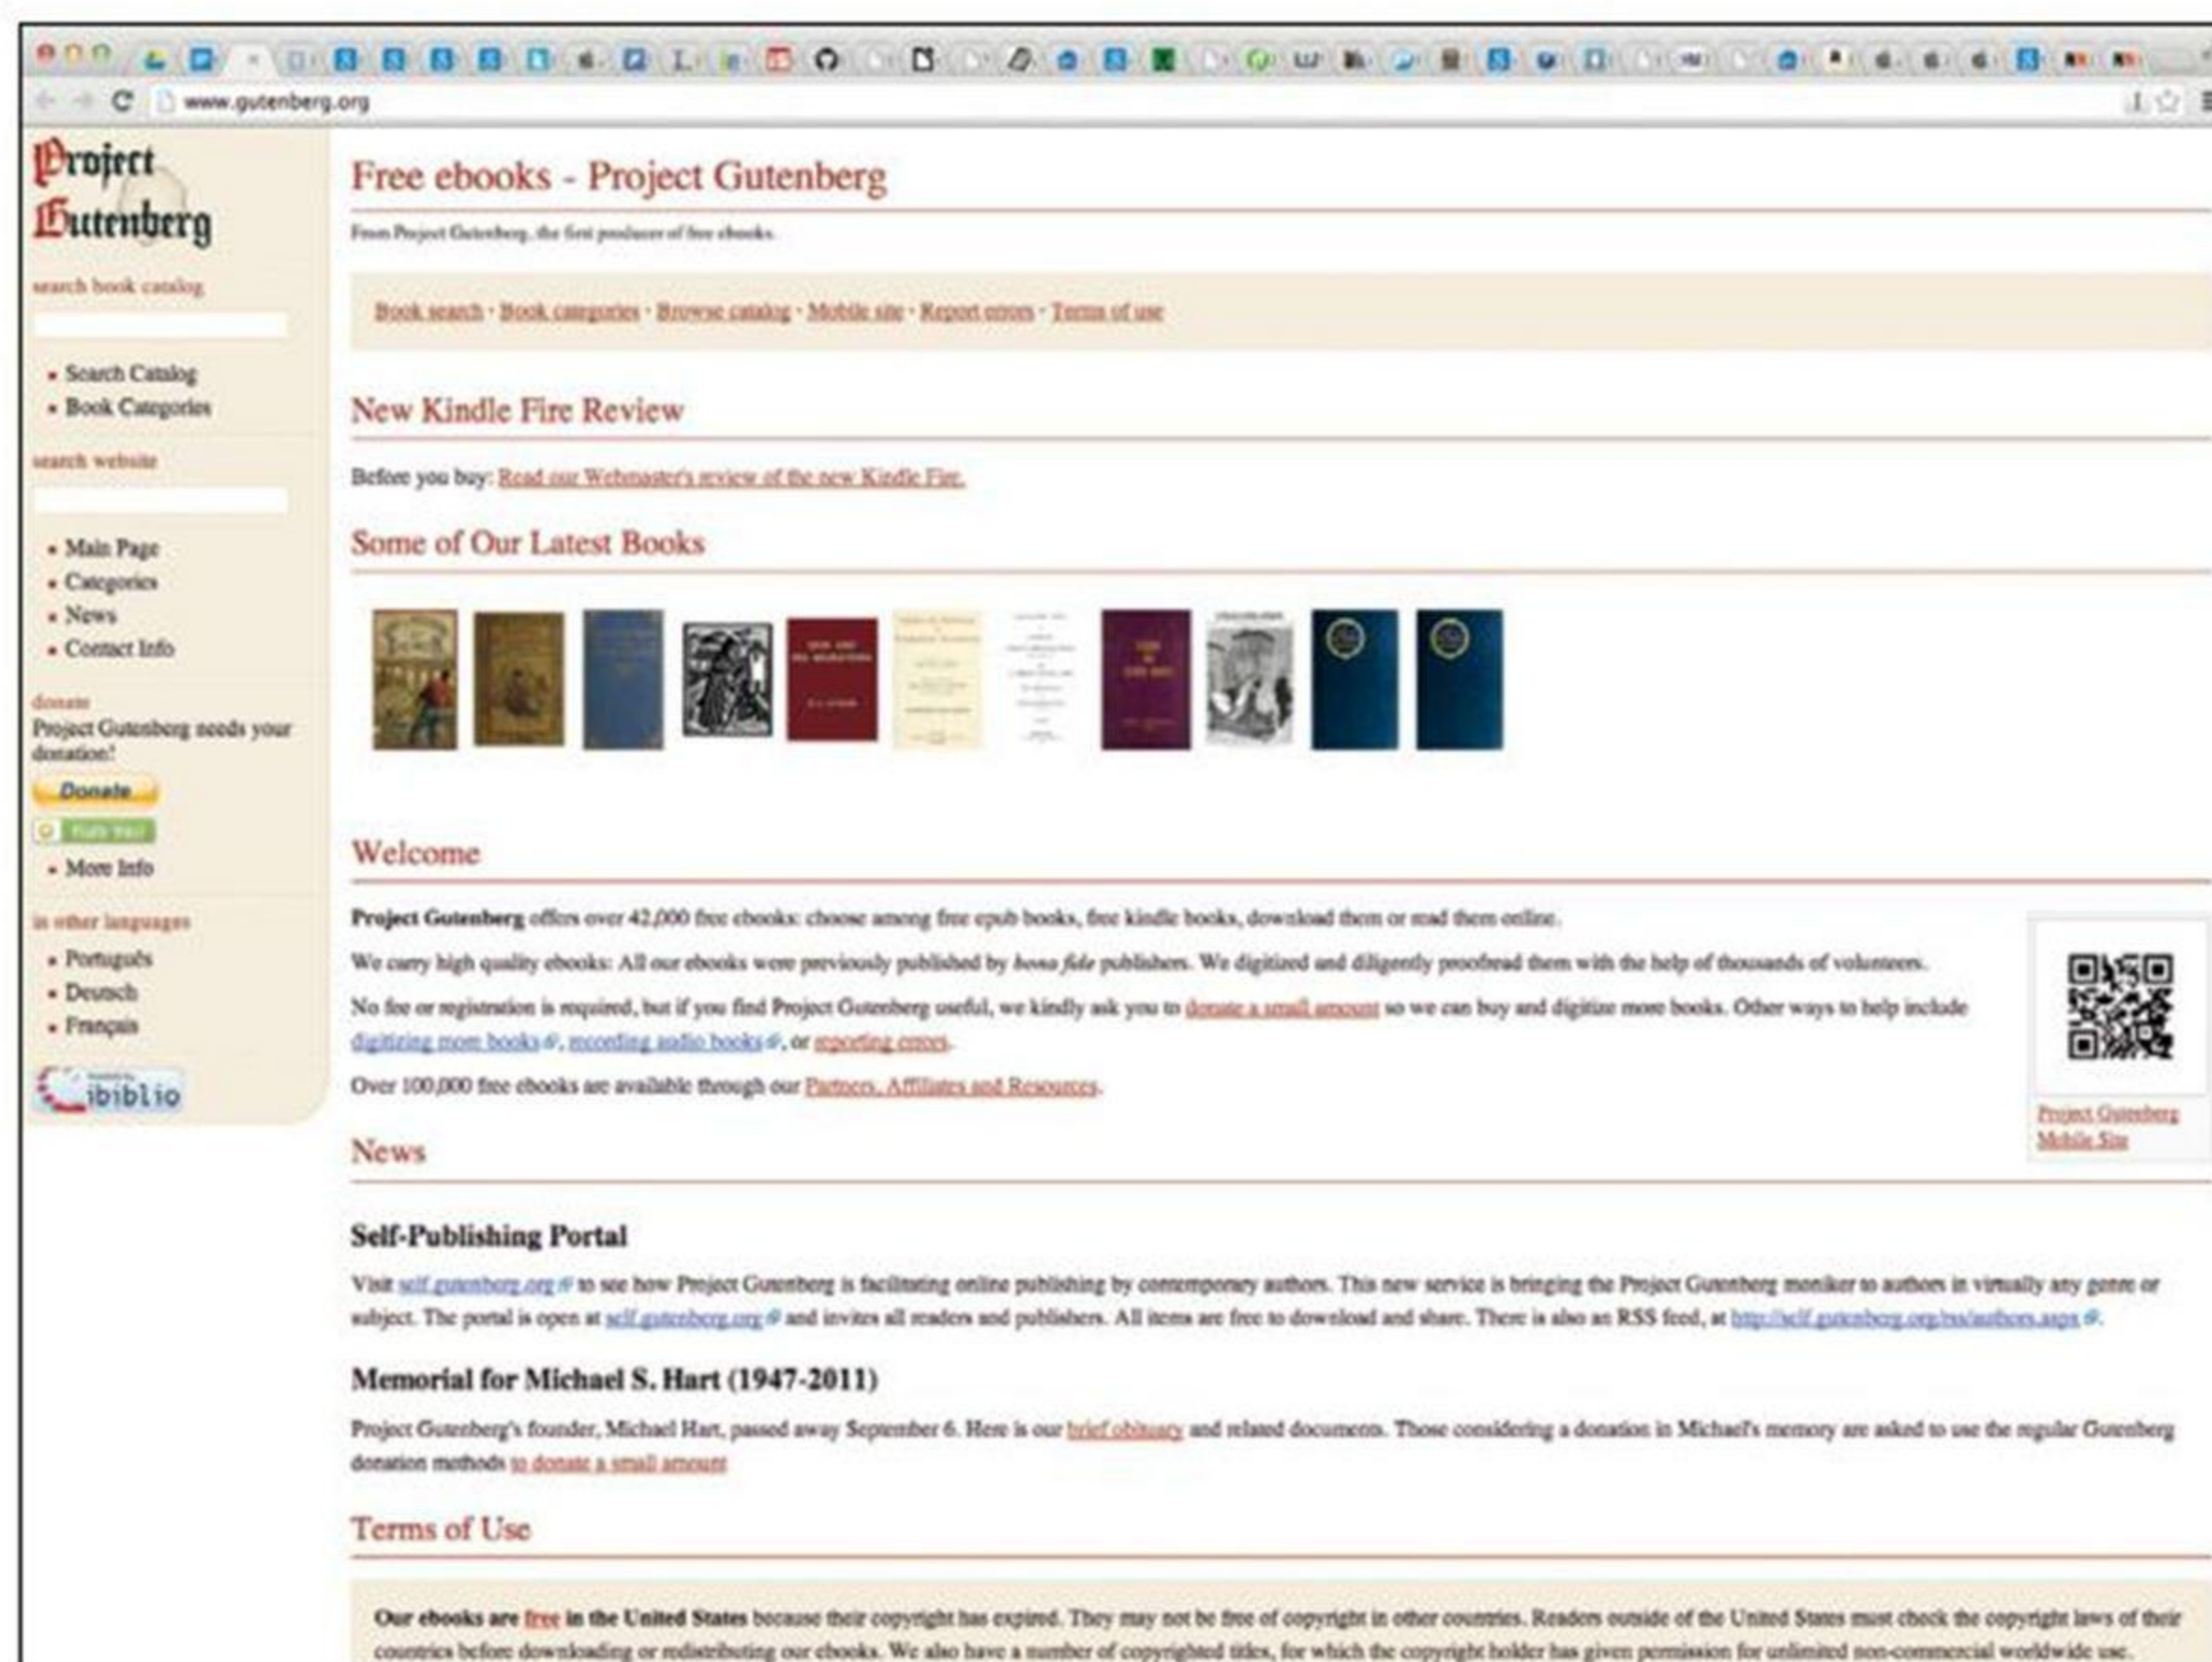 www.gutenberg.org
Project
Gutenberg
search book catalog
Search Catalog
Book Categories
search website
Main Page
Categories
News
Contact Info
donate
Project Gutenberg needs your
donation!
Donate
More Info
in other languages
Português
Deutsch
Français
ibiblio
Free ebooks - Project Gutenberg
From Project Gutenberg, the first producer of free ebooks.
Book search · Book categories · Browse catalog · Mobile site · Report errors · Terms of use
New Kindle Fire Review
Before you buy: Read our Webmaster's review of the new Kindle Fire.
Some of Our Latest Books
Welcome
Project Gutenberg offers over 42,000 free ebooks: choose among free epub books, free kindle books, download them or read them online.
We carry high quality ebooks: All our ebooks were previously published by bona fide publishers. We digitized and diligently proofread them with the help of thousands of volunteers.
No fee or registration is required, but if you find Project Gutenberg useful, we kindly ask you to donate a small amount so we can buy and digitize more books. Other ways to help include
digitizing more books, recording audio books, or reporting errors.
Over 100,000 free ebooks are available through our Partners, Affiliates and Resources.
Project Gutenberg
Mobile Site
News
Self-Publishing Portal
Visit self.gutenberg.org to see how Project Gutenberg is facilitating online publishing by contemporary authors. This new service is bringing the Project Gutenberg moniker to authors in virtually any genre or
subject. The portal is open at self.gutenberg.org and invites all readers and publishers. All items are free to download and share. There is also an RSS feed, at http://self.gutenberg.org/rss/authors.aspx.
Memorial for Michael S. Hart (1947-2011)
Project Gutenberg's founder, Michael Hart, passed away September 6. Here is our brief obituary and related documents. Those considering a donation in Michael's memory are asked to use the regular Gutenberg
donation methods to donate a small amount
Terms of Use
Our ebooks are free in the United States because their copyright has expired. They may not be free of copyright in other countries. Readers outside of the United States must check the copyright laws of their
countries before downloading or redistributing our ebooks. We also have a number of copyrighted titles, for which the copyright holder has given permission for unlimited non-commercial worldwide use.